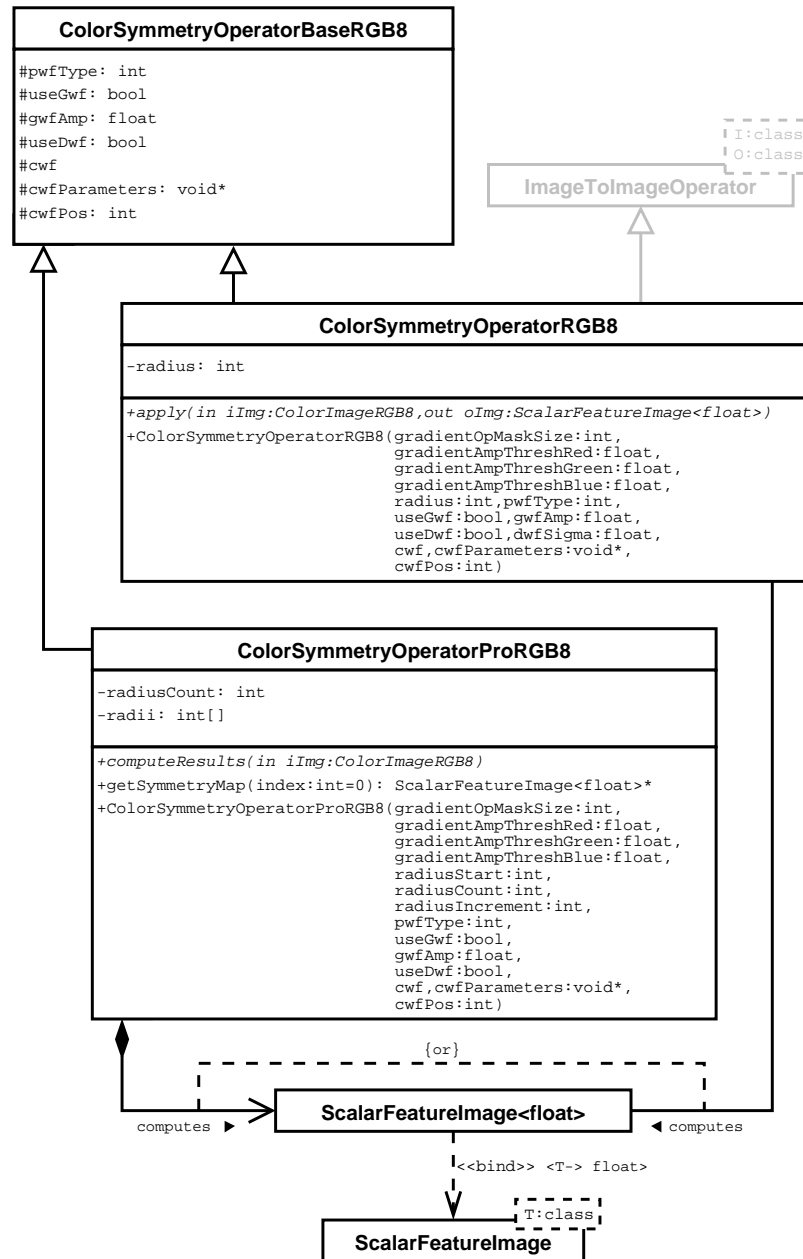 ColorSymmetryOperatorBaseRGB8
#pwfType: int
#useGwf: bool
#gwfAmp: float
#useDwf: bool
#cwf
#cwfParameters: void*
#cwfPos: int
I:class
O:class
ImageToImageOperator
ColorSymmetryOperatorRGB8
-radius: int
+apply(in iImg:ColorImageRGB8,out oImg:ScalarFeatureImage<float>)
+ColorSymmetryOperatorRGB8(gradientOpMaskSize:int,
gradientAmpThreshRed:float,
gradientAmpThreshGreen:float,
gradientAmpThreshBlue:float,
radius:int,pwfType:int,
useGwf:bool,gwfAmp:float,
useDwf:bool,dwfSigma:float,
cwf,cwfParameters:void*,
cwfPos:int)
ColorSymmetryOperatorProRGB8
-radiusCount: int
-radii: int[]
+computeResults(in iImg:ColorImageRGB8)
+getSymmetryMap(index:int=0): ScalarFeatureImage<float>*
+ColorSymmetryOperatorProRGB8(gradientOpMaskSize:int,
gradientAmpThreshRed:float,
gradientAmpThreshGreen:float,
gradientAmpThreshBlue:float,
radiusStart:int,
radiusCount:int,
radiusIncrement:int,
pwfType:int,
useGwf:bool,
gwfAmp:float,
useDwf:bool,
cwf,cwfParameters:void*,
cwfPos:int)
{or}
ScalarFeatureImage<float>
computes ▶
◀ computes
<<bind>> <T-> float>
T:class
ScalarFeatureImage